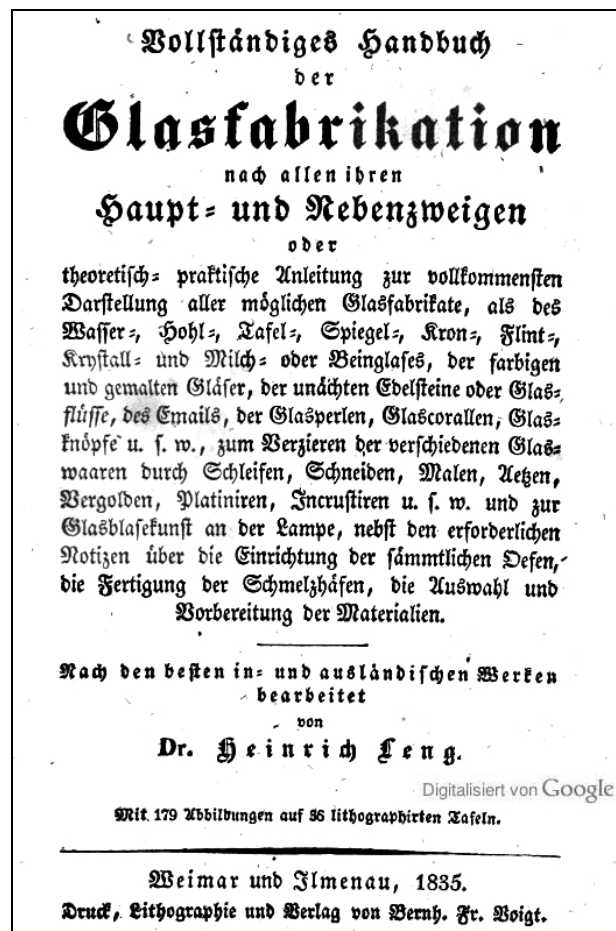 Vollständiges Handbuch
der
Glasfabrikation
nach allen ihren
Haupt- und Nebenzweigen
oder
theoretisch-praktische Anleitung zur vollkommensten
Darstellung aller möglichen Glasfabrikate, als des
Wasser-, Hohl-, Tafel-, Spiegel-, Kron-, Flint-,
Krystall- und Milch- oder Beinglases, der farbigen
und gemalten Gläser, der unächten Edelsteine oder Glas-
flüsse, des Emails, der Glasperlen, Glascorallen, Glas-
knöpfe u. s. w., zum Verzieren der verschiedenen Glas-
waaren durch Schleifen, Schneiden, Malen, Aetzen,
Vergolden, Platiniren, Incrustiren u. s. w. und zur
Glasblasekunst an der Lampe, nebst den erforderlichen
Notizen über die Einrichtung der sämmtlichen Oefen,
die Fertigung der Schmelzhäfen, die Auswahl und
Vorbereitung der Materialien.
Nach den besten in- und ausländischen Werken
bearbeitet
von
Dr. Heinrich Leng.
Digitalisiert von Google
Mit 179 Abbildungen auf 36 lithographirten Tafeln.
Weimar und Ilmenau, 1835.
Druck, Lithographie und Verlag von Bernh. Fr. Voigt.